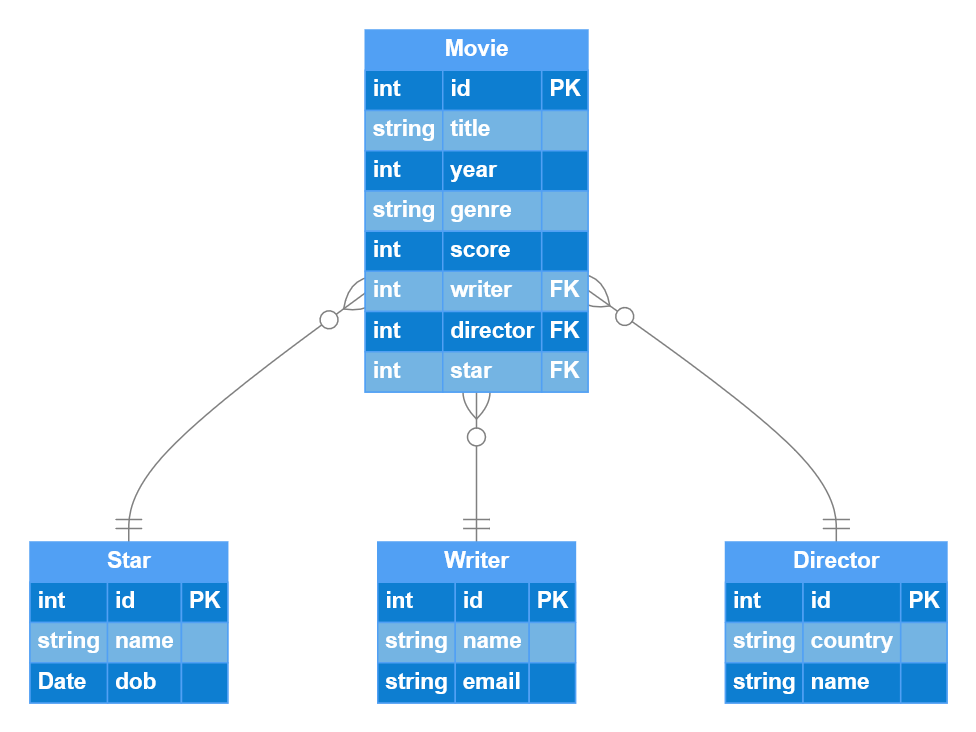 Movie
int id PK
string title
int year
string genre
int score
int writer FK
int director FK
int star FK
Star
int id PK
string name
Date dob
Writer
int id PK
string name
string email
Director
int id PK
string country
string name